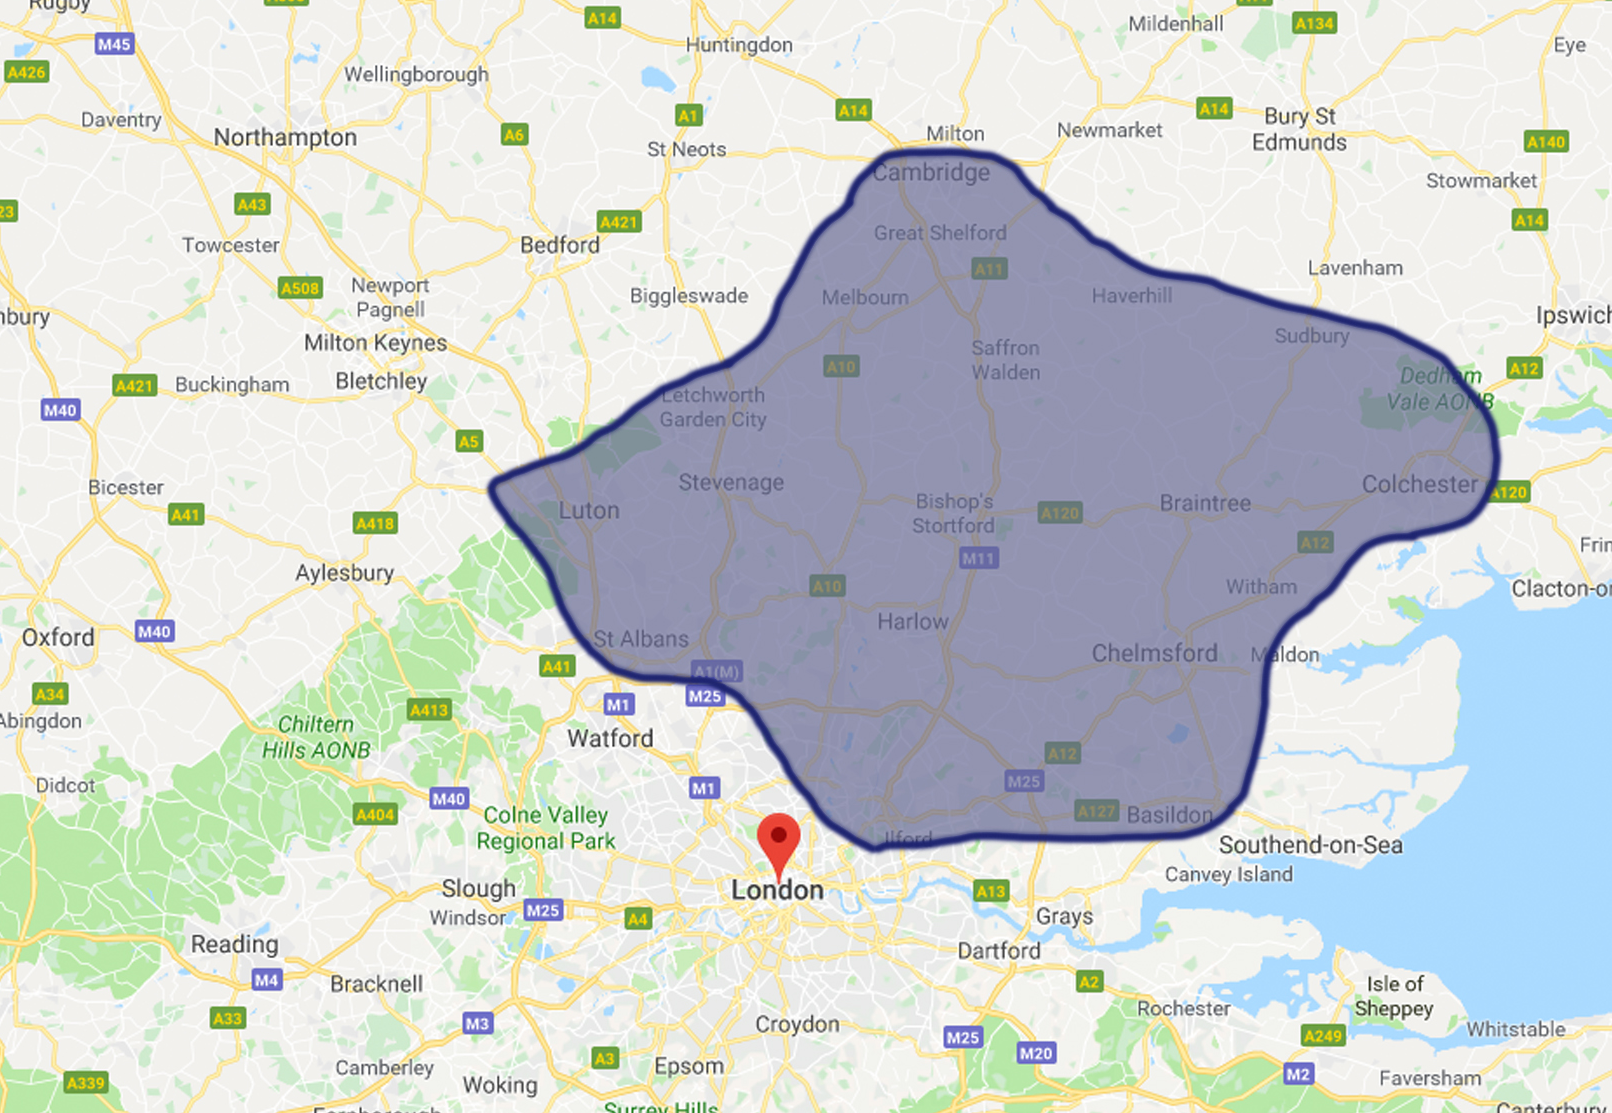 Rugby
A14
M45
Huntingdon
Mildenhall
A134
Eye
A426
Wellingborough
Daventry
Northampton
A6
A1
A14
St Neots
Milton
Newmarket
A14
Bury St
Edmunds
A140
Cambridge
Stowmarket
A43
23
A421
A14
Towcester
Bedford
Great Shelford
A11
Lavenham
A508
Newport
Pagnell
Biggleswade
Melbourn
Haverhill
nbury
Ipswich
Milton Keynes
Sudbury
Saffron
Walden
A10
A12
A421
Buckingham
Bletchley
Dedham
Vale AONB
Letchworth
Garden City
M40
A5
Bicester
Stevenage
Colchester
A120
A41
A418
Luton
Bishop's
Stortford
A120
Braintree
A12
Frin
M11
Aylesbury
A10
Witham
Clacton-o
Oxford
M40
Harlow
St Albans
Chelmsford
Maldon
A41
A1(M)
A34
M25
M1
Abingdon
A413
Chiltern
Hills AONB
Watford
A12
Didcot
M25
M1
M40
A404
Colne Valley
Regional Park
A127
Basildon
Ilford
Southend-on-Sea
Canvey Island
Slough
London
A13
Windsor
M25
A4
Grays
Reading
Dartford
M4
Bracknell
A2
Isle of
Sheppey
Rochester
A33
M3
Croydon
M25
A249
Whitstable
A3
Epsom
M20
Camberley
Woking
M2
Faversham
A339
Surrey Hills
Farnborough
Canterbury